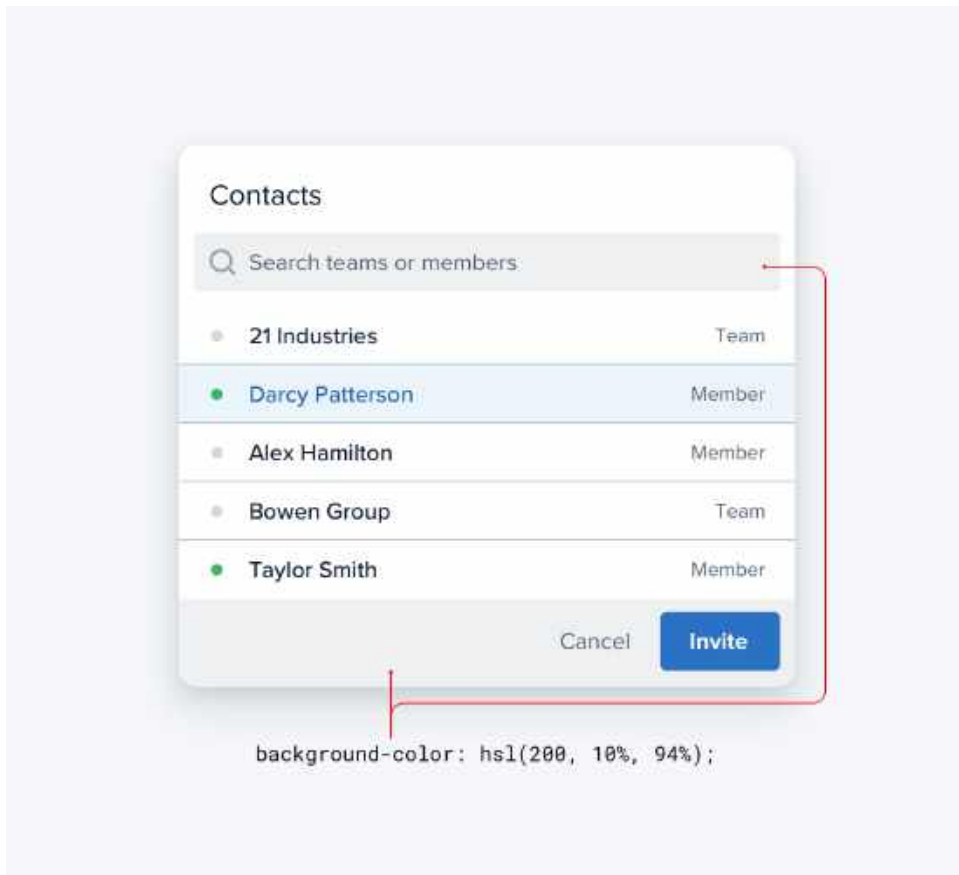 Contacts
Search teams or members
21 Industries Team
Darcy Patterson Member
Alex Hamilton Member
Bowen Group Team
Taylor Smith Member
Cancel Invite
background-color: hsl(200, 10%, 94%);